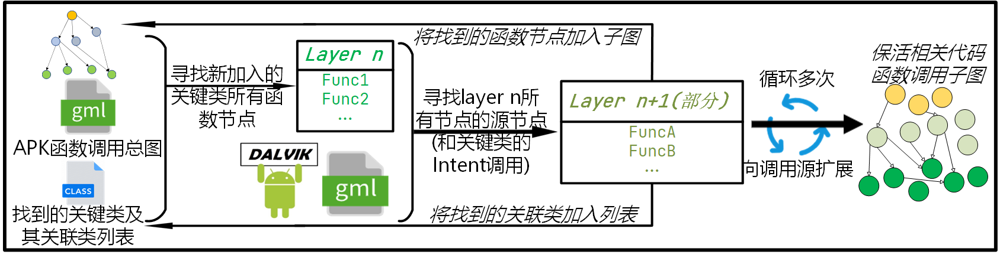 gml
APK函数调用总图
CLASS
找到的关键类及
其关联类列表
寻找新加入的
关键类所有函
数节点
Layer n
Func1
Func2
...
DALVIK
gml
将找到的函数节点加入子图
寻找layer n所
有节点的源节点
(和关键类的
Intent调用)
将找到的关联类加入列表
Layer n+1(部分)
FuncA
FuncB
...
循环多次
向调用源扩展
保活相关代码
函数调用子图